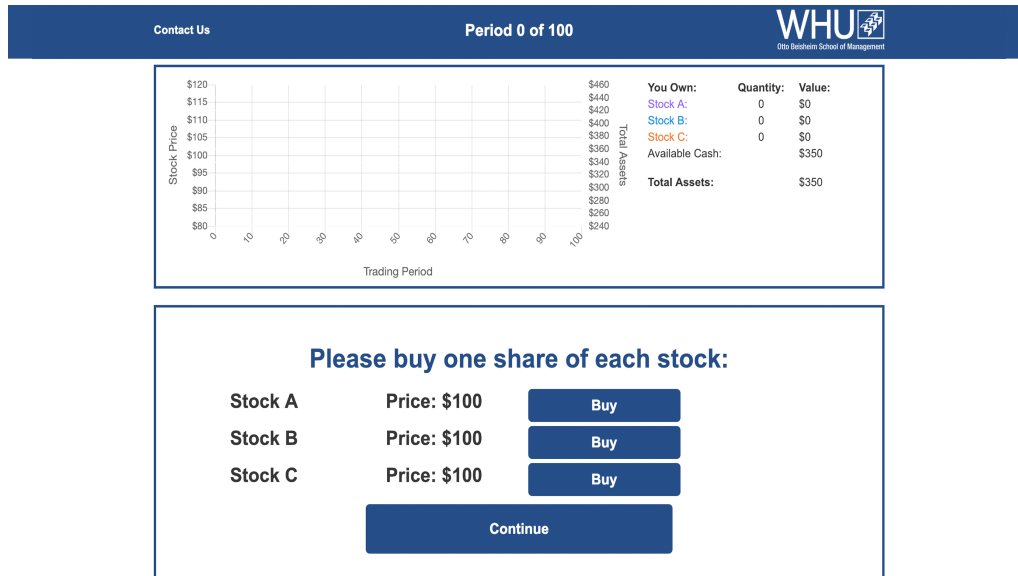 Contact Us
Period 0 of 100
WHU
Otto Beisheim School of Management
$120
$115
$110
$105
$100
$95
$90
$85
$80
Stock Price
$460
$440
$420
$400
$380
$360
$340
$320
$300
$280
$260
$240
Total Assets
0 10 20 30 40 50 60 70 80 90 100
Trading Period
You Own: Quantity: Value:
Stock A: 0 $0
Stock B: 0 $0
Stock C: 0 $0
Available Cash: $350
Total Assets: $350
Please buy one share of each stock:
Stock A Price: $100 Buy
Stock B Price: $100 Buy
Stock C Price: $100 Buy
Continue